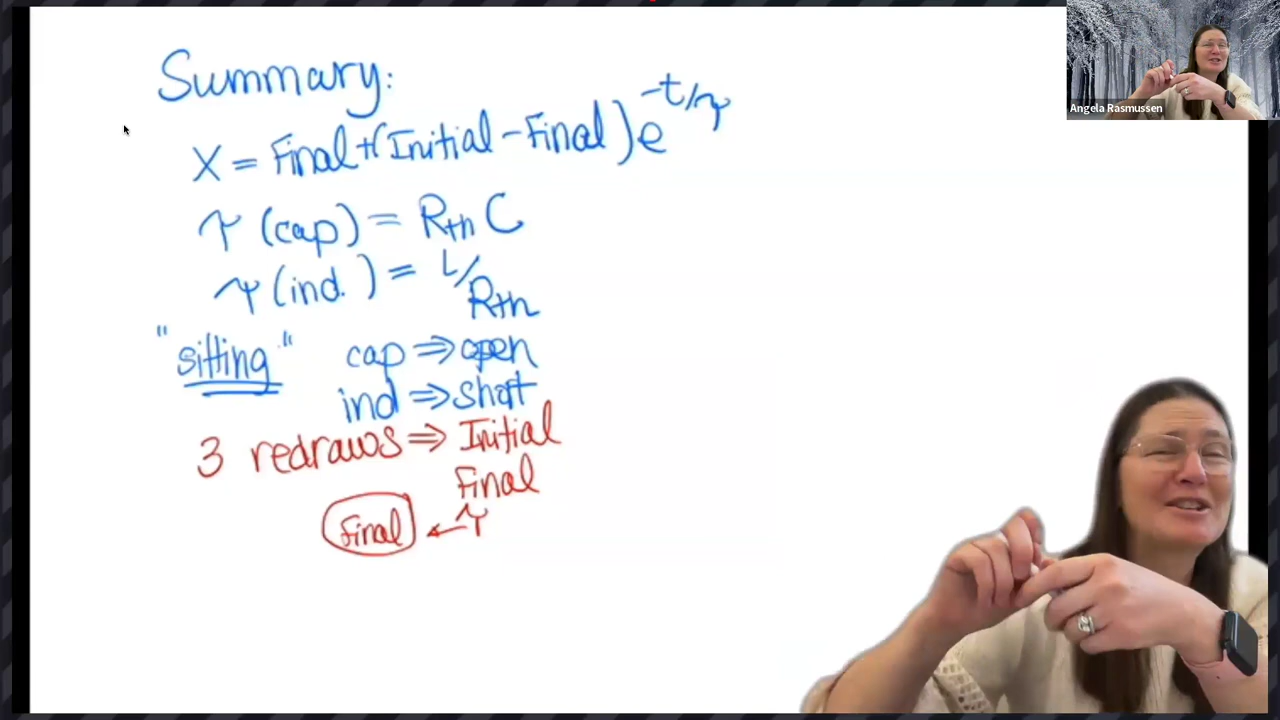 Summary:
X = Final + (Initial - Final) e^-t/τ
τ (cap) = Rth C
τ (ind.) = L/Rth
"sitting" cap ⇒ open
ind ⇒ short
3 redraws ⇒ Initial
Final
Final ← τ
Angela Rasmussen